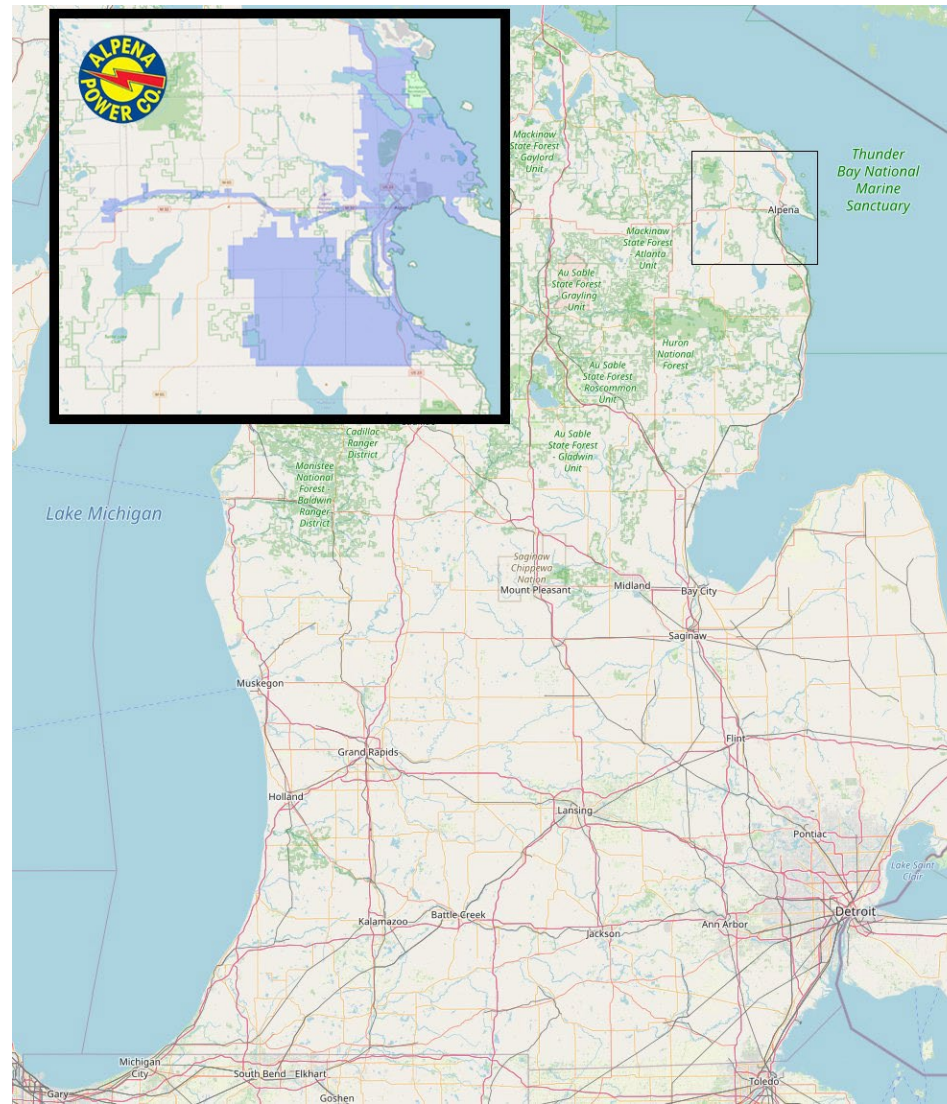 ALPENA
POWER CO.
Mackinaw
State Forest
Gaylord
Unit
Thunder
Bay National
Marine
Sanctuary
Alpena
Mackinaw
State Forest
- Atlanta
Unit
Au Sable
State Forest
- Grayling
Unit
Huron
National
Forest
Au Sable
State Forest -
Roscommon
Unit
Cadillac
Ranger
District
Au Sable
State Forest
- Gladwin
Unit
Manistee
National
Forest -
Baldwin
Ranger
District
Lake Michigan
Saginaw
Chippewa
Nation
Mount Pleasant
Midland
Bay City
Saginaw
Muskegon
Flint
Grand Rapids
Holland
Lansing
Pontiac
Lake Saint
Clair
Detroit
Battle Creek
Kalamazoo
Ann Arbor
Jackson
Michigan
City
South Bend
Elkhart
Toledo
Gary
Goshen